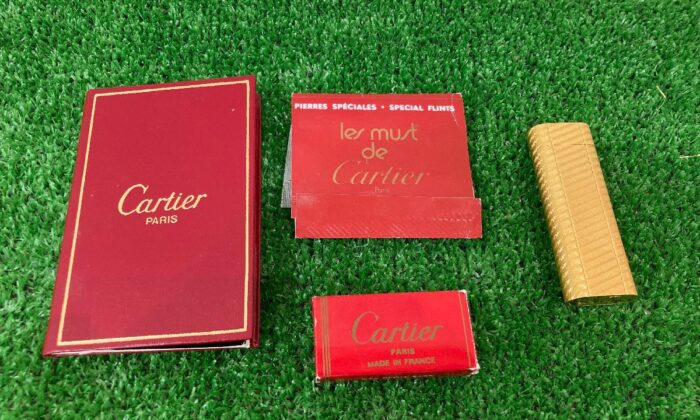 Cartier
PARIS
PIERRES SPÉCIALES • SPECIAL FLINTS
les must
de
Cartier
Paris
Cartier
PARIS
MADE IN FRANCE